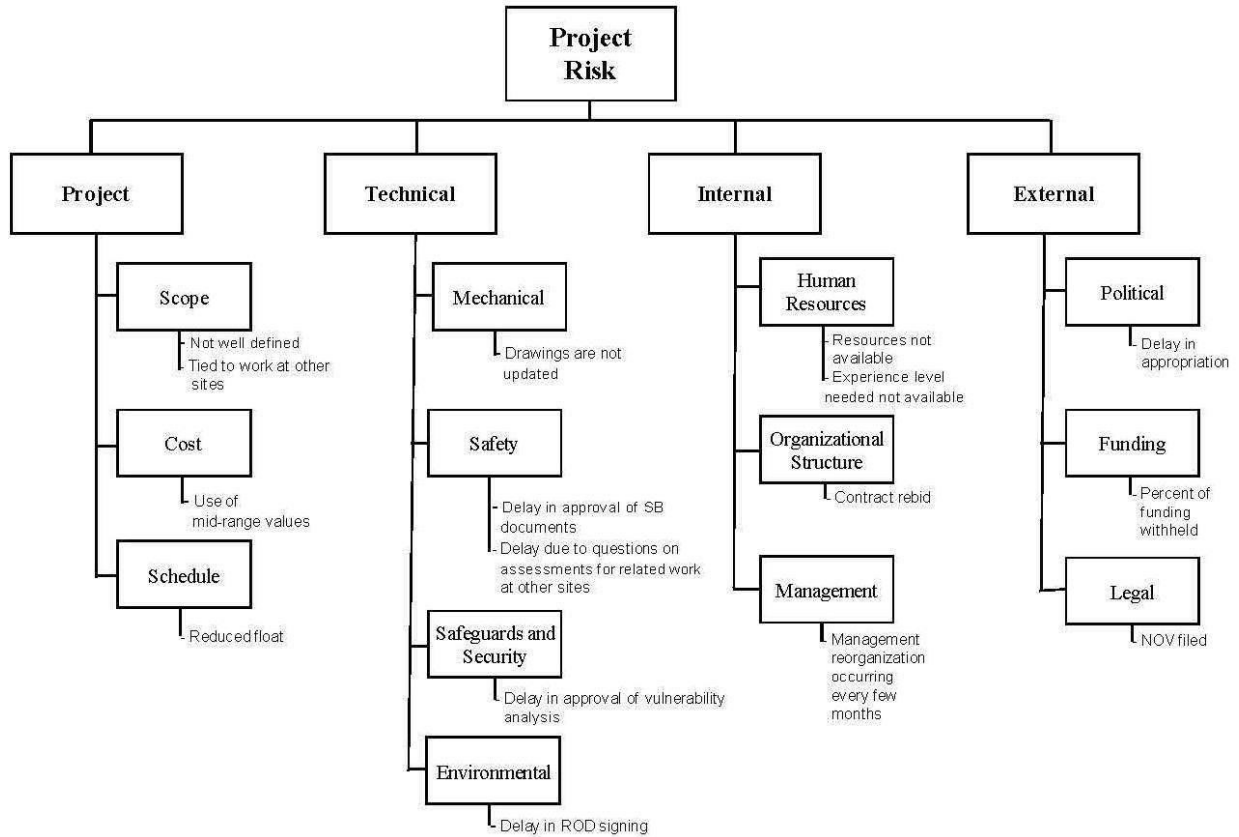 Project
Risk
Project
Technical
Internal
External
Scope
- Not well defined
- Tied to work at other
sites
Cost
- Use of
mid-range values
Schedule
- Reduced float
Mechanical
- Drawings are not
updated
Safety
- Delay in approval of SB
documents
- Delay due to questions on
assessments for related work
at other sites
Safeguards and
Security
- Delay in approval of vulnerability
analysis
Environmental
- Delay in ROD signing
Human
Resources
- Resources not
available
- Experience level
needed not available
Organizational
Structure
- Contract rebid
Management
- Management
reorganization
occurring
every few
months
Political
- Delay in
appropriation
Funding
- Percent of
funding
withheld
Legal
- NOV filed